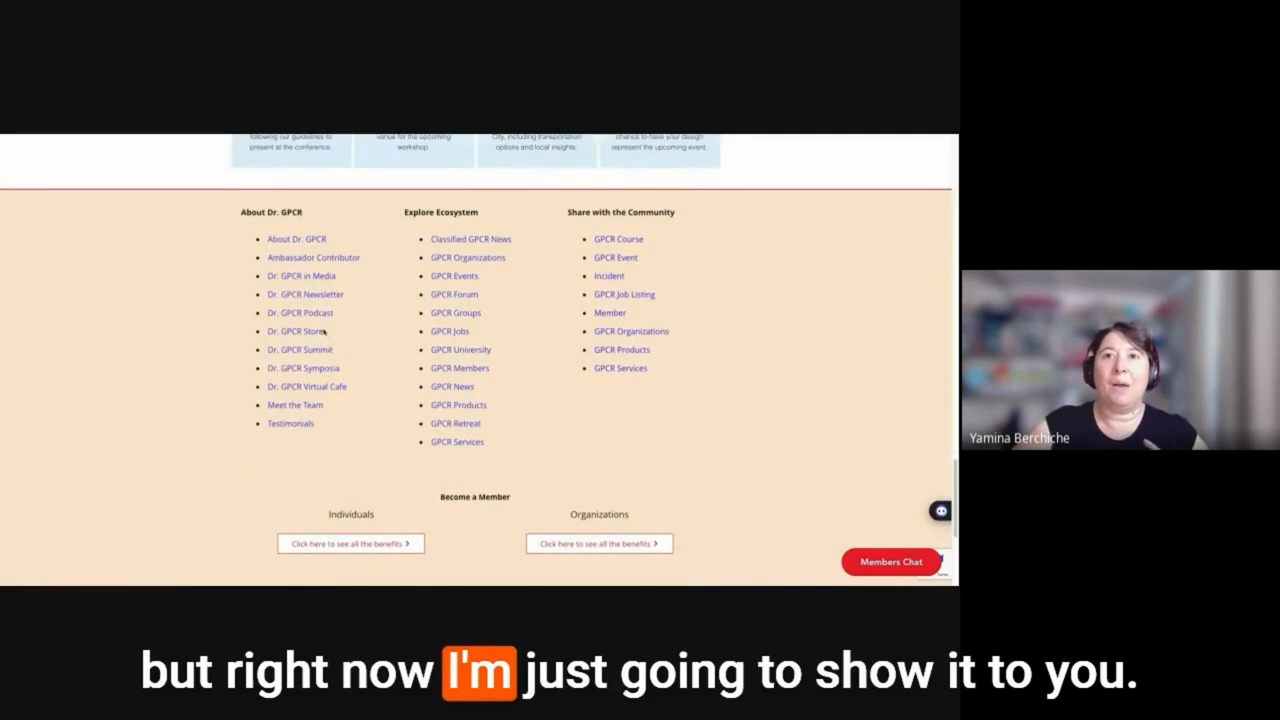 following our guidelines to
present at the conference.
venue for the upcoming
workshop.
City, including transportation
options and local insights.
chance to have your design
represent the upcoming event.
About Dr. GPCR
About Dr. GPCR
Ambassador Contributor
Dr. GPCR in Media
Dr. GPCR Newsletter
Dr. GPCR Podcast
Dr. GPCR Store
Dr. GPCR Summit
Dr. GPCR Symposia
Dr. GPCR Virtual Cafe
Meet the Team
Testimonials
Explore Ecosystem
Classified GPCR News
GPCR Organizations
GPCR Events
GPCR Forum
GPCR Groups
GPCR Jobs
GPCR University
GPCR Members
GPCR News
GPCR Products
GPCR Retreat
GPCR Services
Share with the Community
GPCR Course
GPCR Event
Incident
GPCR Job Listing
Member
GPCR Organizations
GPCR Products
GPCR Services
Become a Member
Individuals
Click here to see all the benefits >
Organizations
Click here to see all the benefits >
Members Chat
Yamina Berchiche
but right now I'm just going to show it to you.